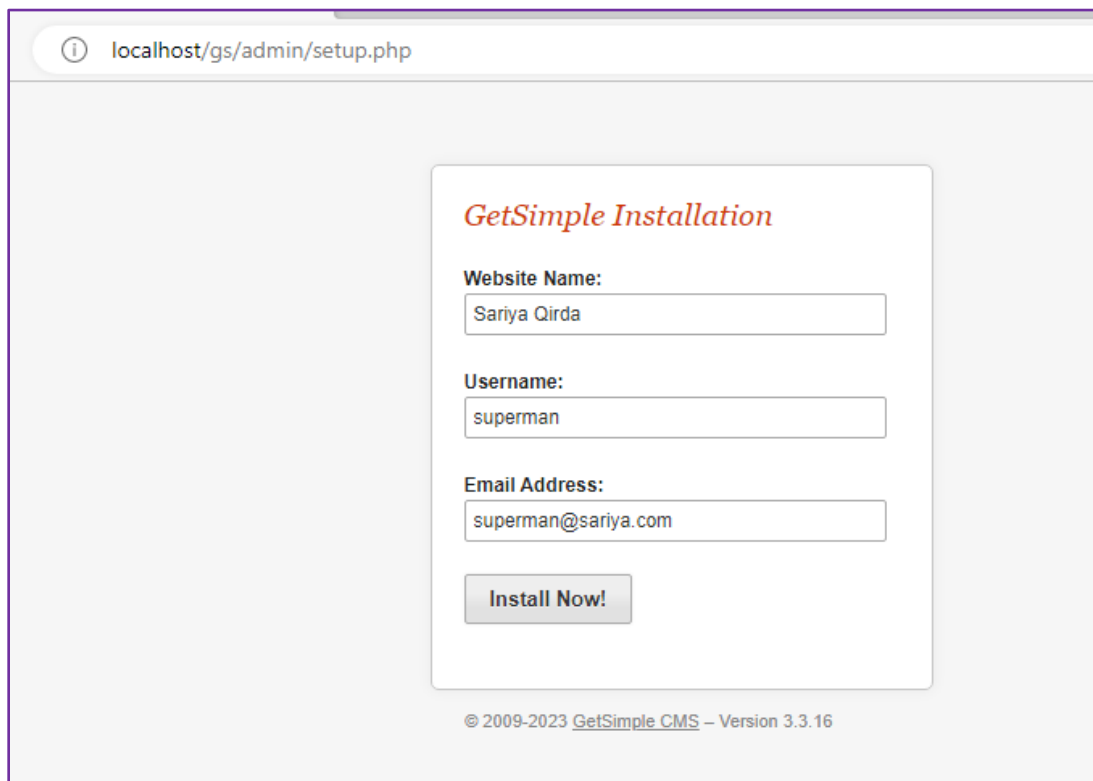 localhost/gs/admin/setup.php
GetSimple Installation
Website Name:
Sariya Qirda
Username:
superman
Email Address:
superman@sariya.com
Install Now!
© 2009-2023 GetSimple CMS – Version 3.3.16